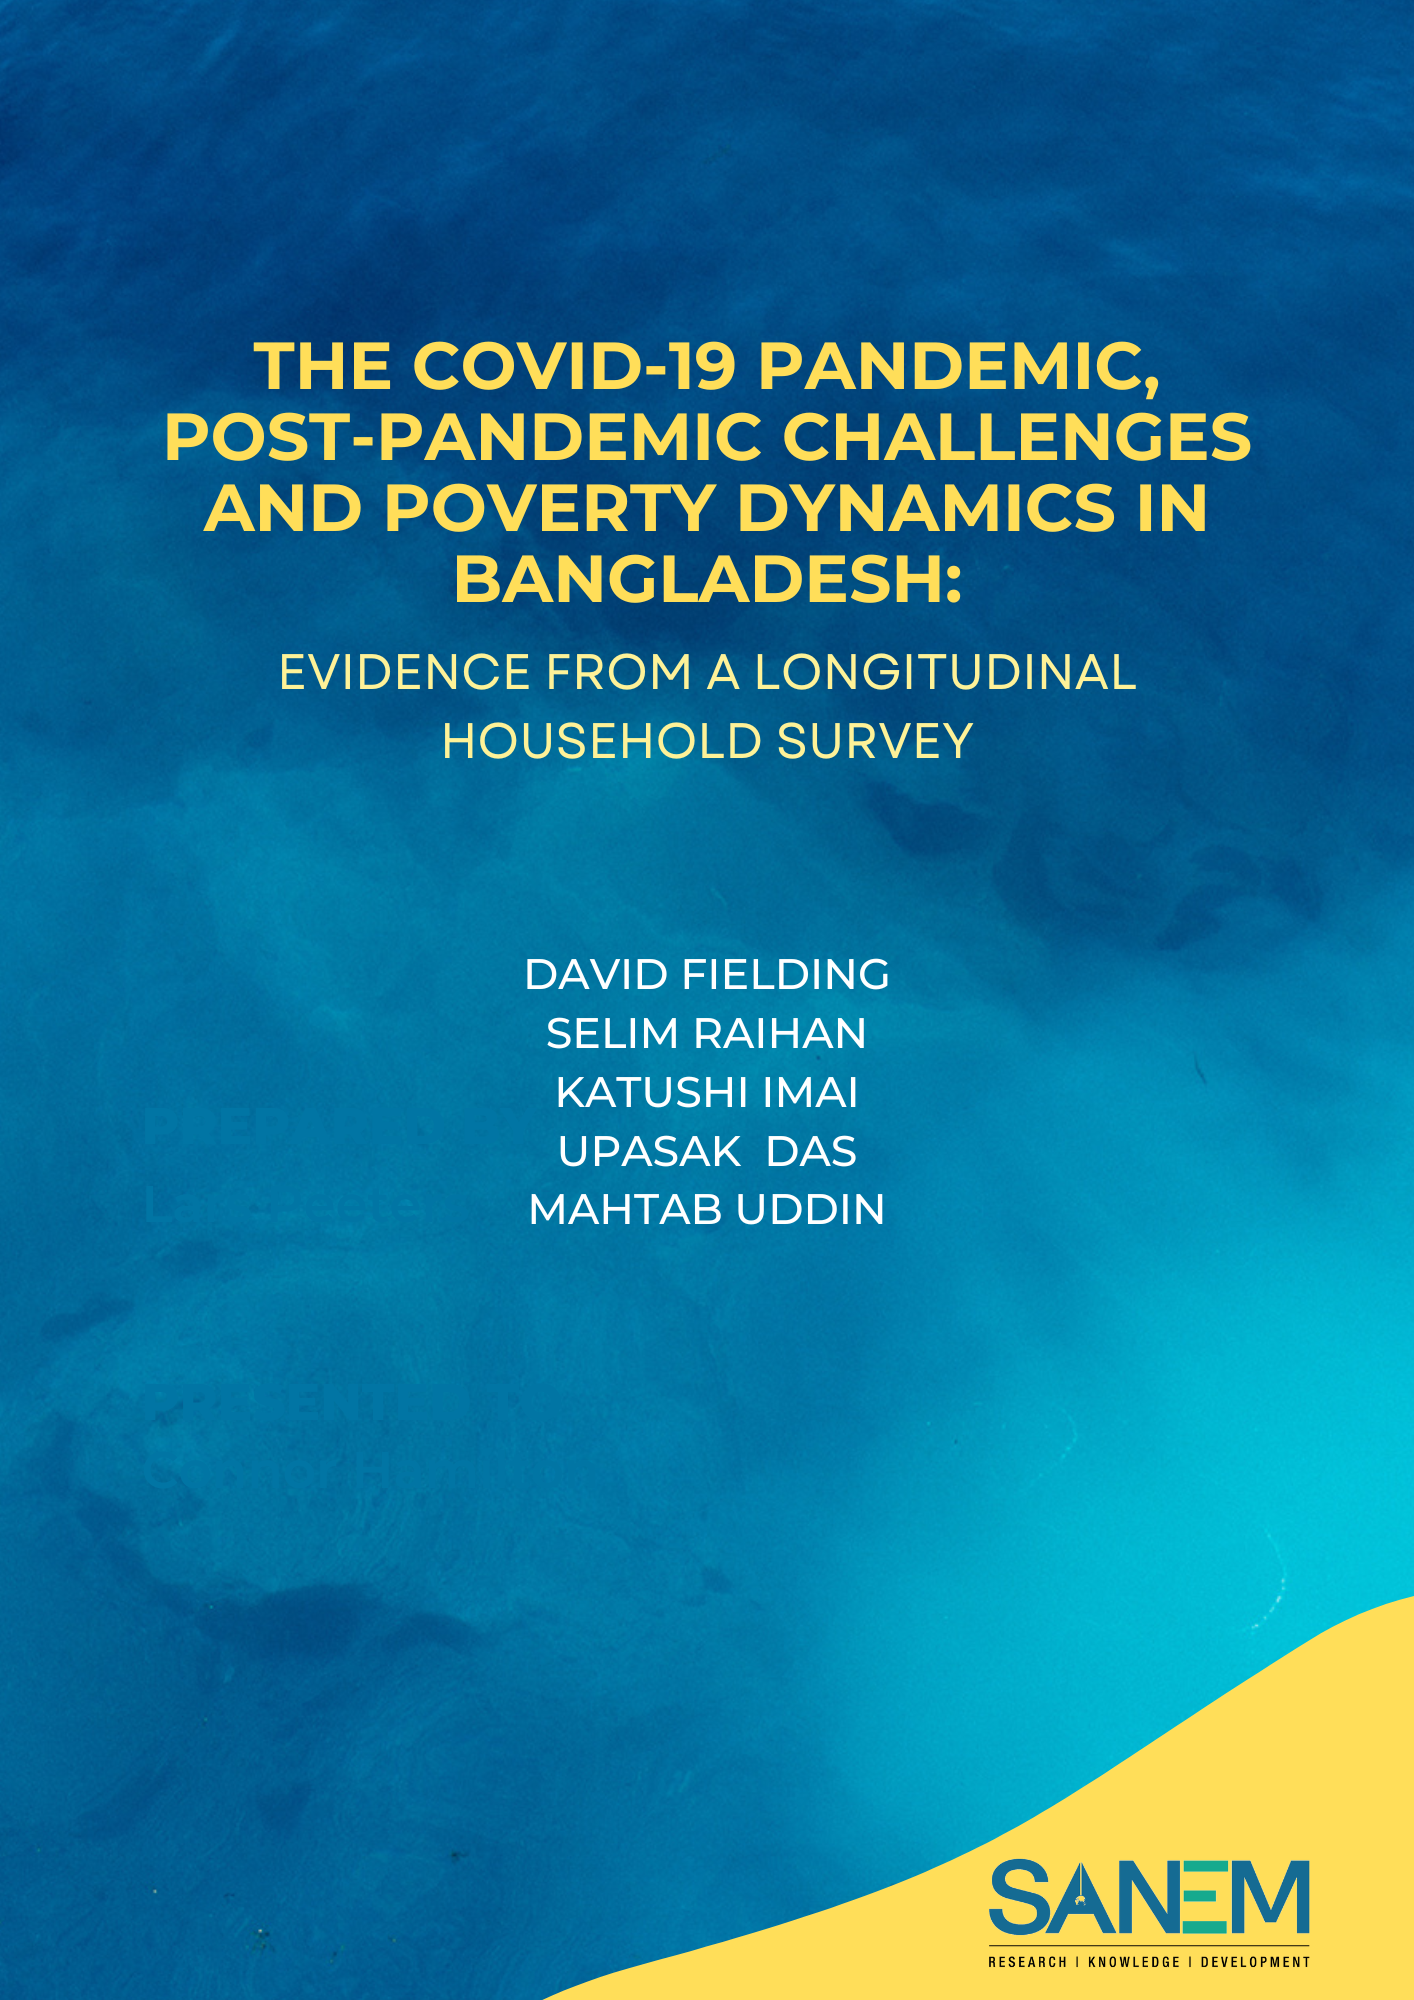 THE COVID-19 PANDEMIC,
POST-PANDEMIC CHALLENGES
AND POVERTY DYNAMICS IN
BANGLADESH:
EVIDENCE FROM A LONGITUDINAL
HOUSEHOLD SURVEY
DAVID FIELDING
SELIM RAIHAN
KATUSHI IMAI
UPASAK DAS
MAHTAB UDDIN
SANEM
RESEARCH | KNOWLEDGE | DEVELOPMENT